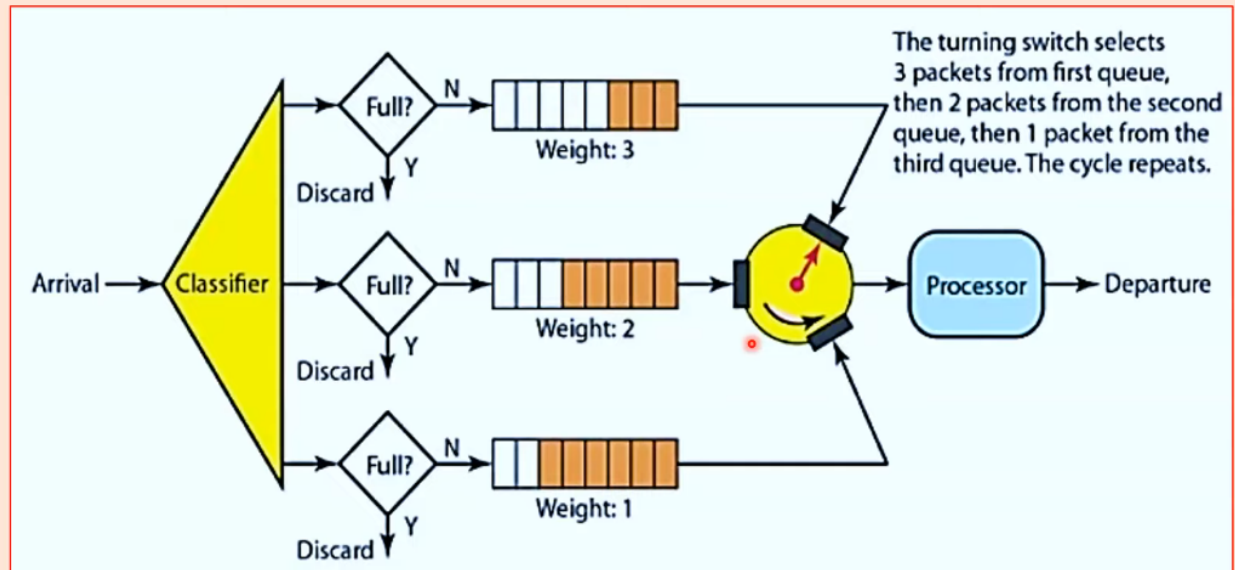 The turning switch selects
3 packets from first queue,
then 2 packets from the second
queue, then 1 packet from the
third queue. The cycle repeats.
Full?
N
Weight: 3
Y
Discard
Arrival
Classifier
Full?
N
Weight: 2
Y
Discard
Processor
Departure
Full?
N
Weight: 1
Y
Discard